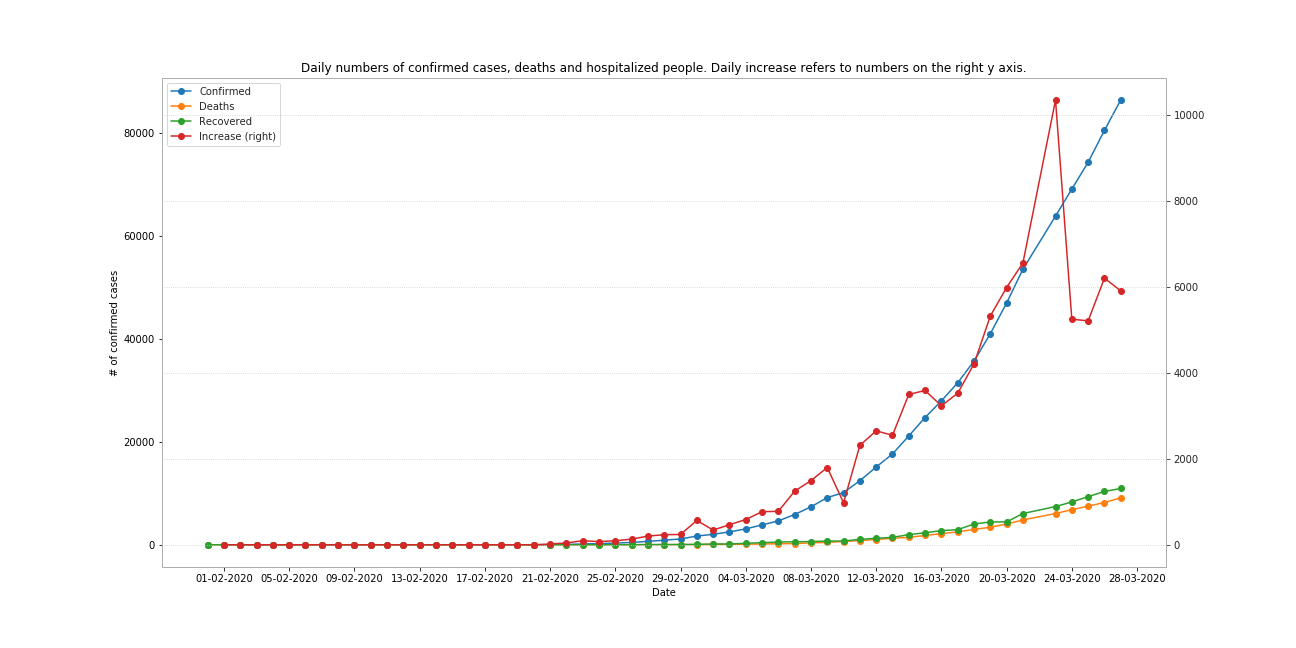 Daily numbers of confirmed cases, deaths and hospitalized people. Daily increase refers to numbers on the right y axis.
Confirmed
Deaths
Recovered
Increase (right)
80000
60000
40000
20000
0
# of confirmed cases
10000
8000
6000
4000
2000
0
01-02-2020 05-02-2020 09-02-2020 13-02-2020 17-02-2020 21-02-2020 25-02-2020 29-02-2020 04-03-2020 08-03-2020 12-03-2020 16-03-2020 20-03-2020 24-03-2020 28-03-2020
Date